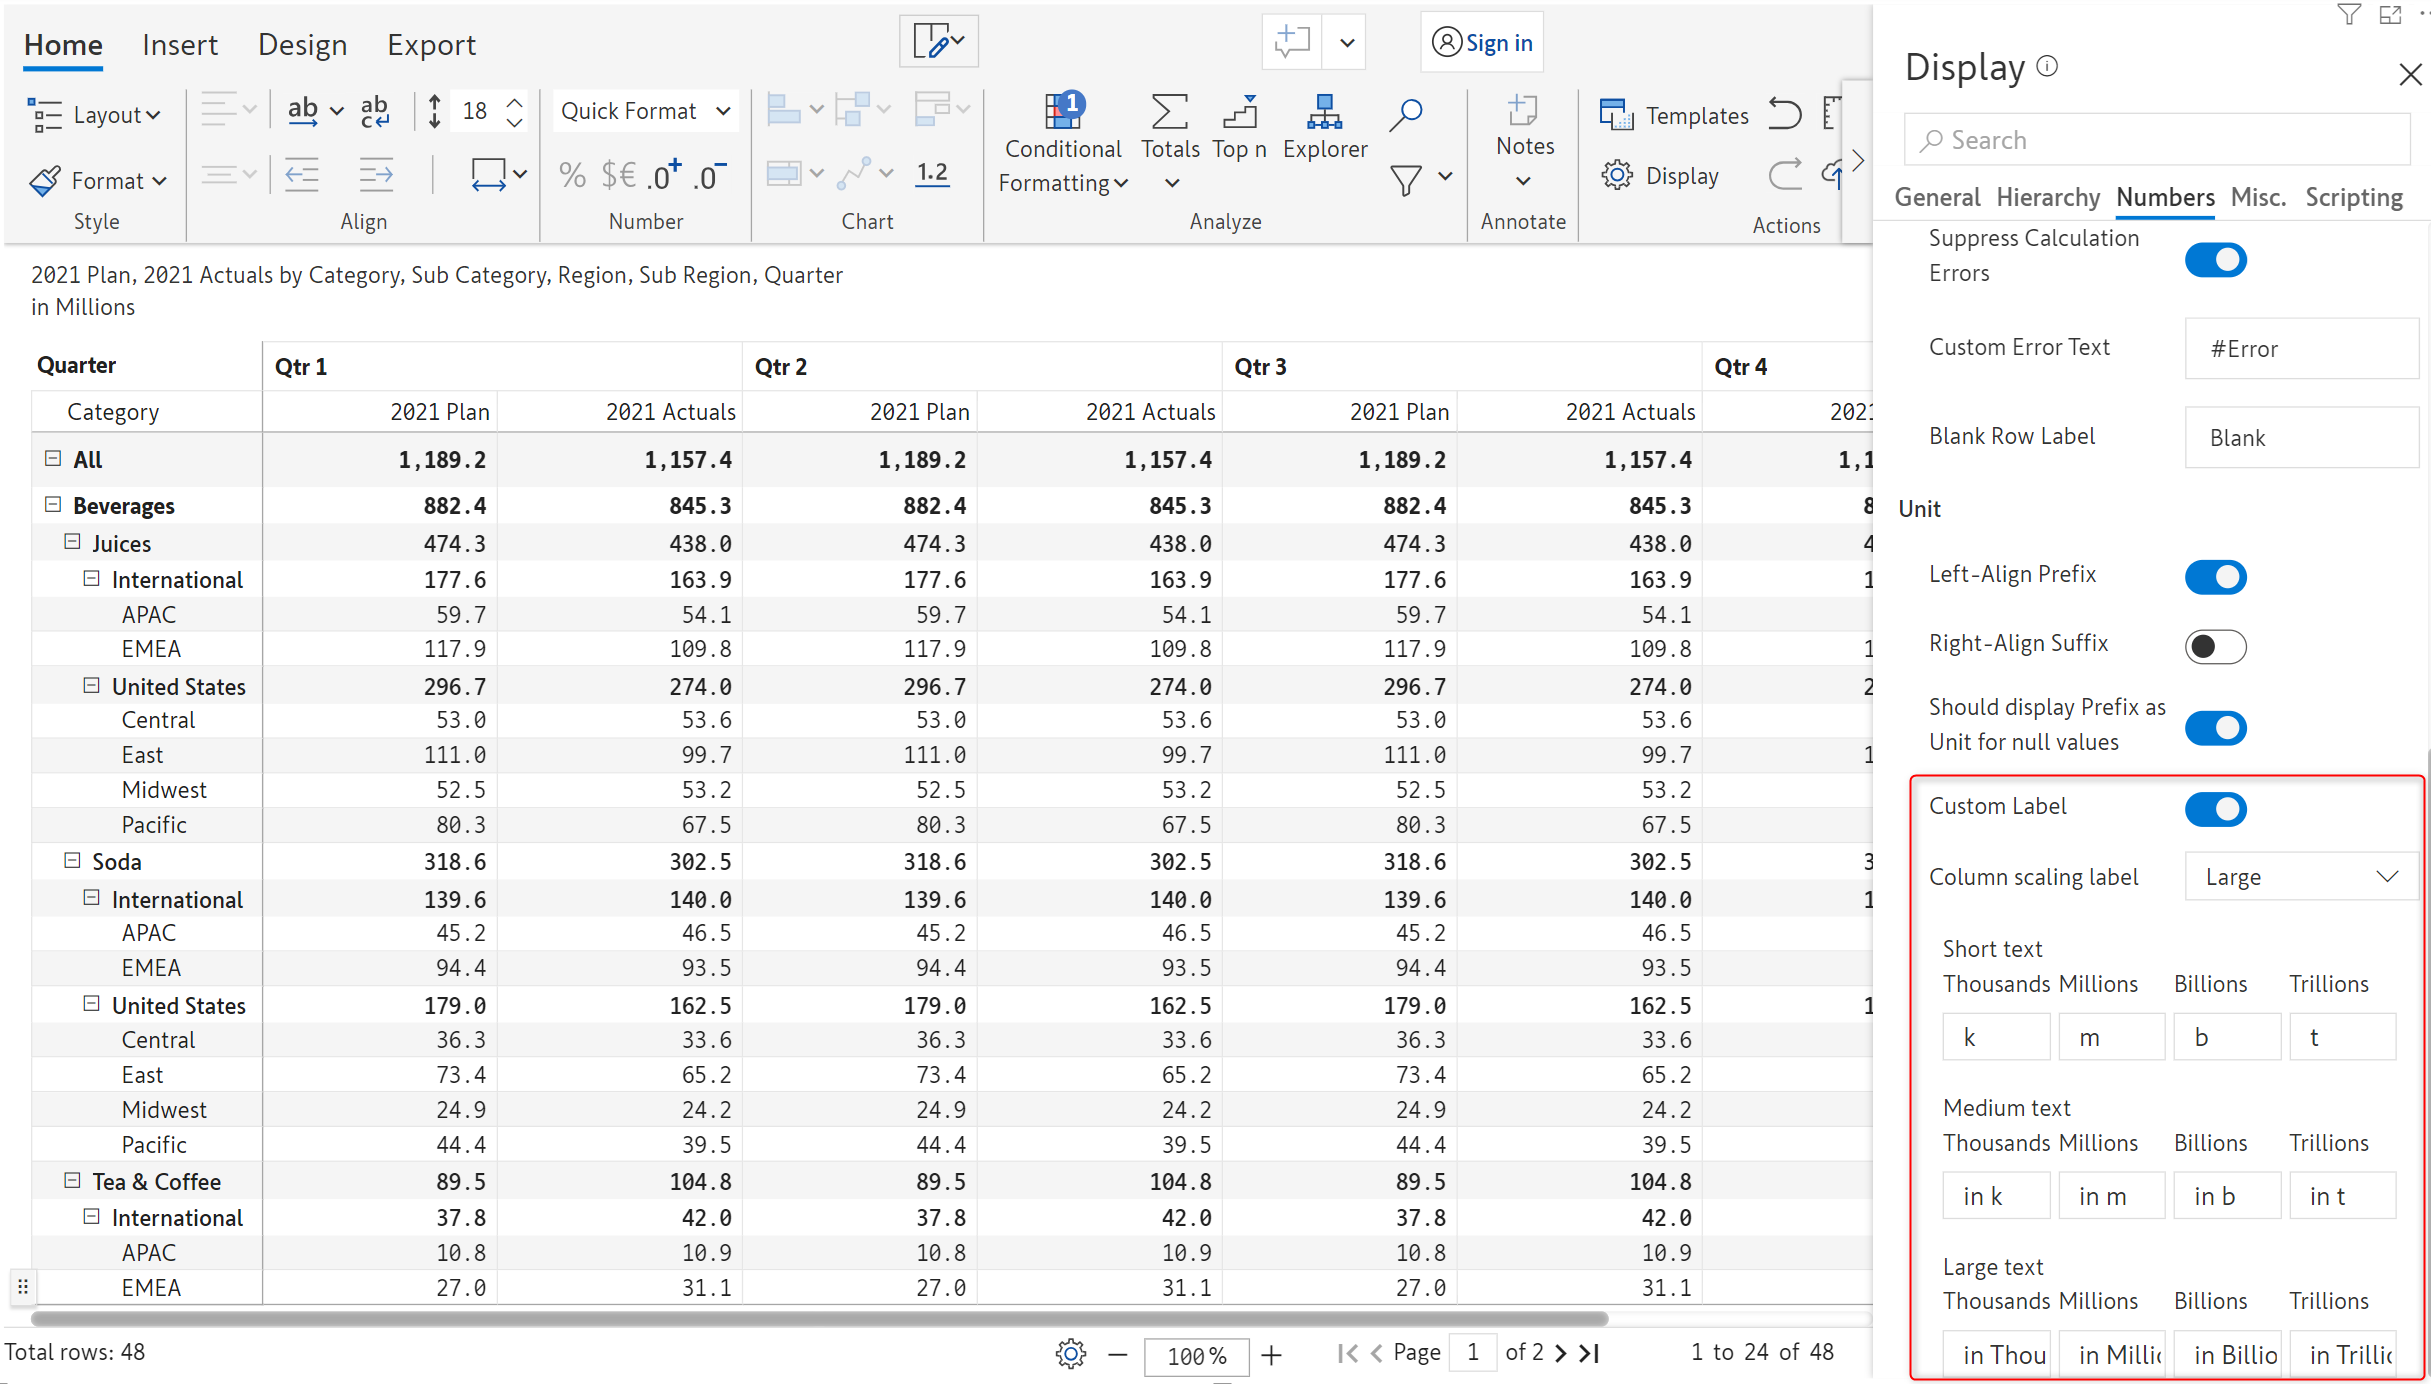 Home Insert Design Export Sign in
Layout ab ab c 18 Quick Format
Conditional Formatting 1 Totals Top n Explorer Notes Templates
Format % $€ .0+ .0- 1.2 Display
Style Align Number Chart Analyze Annotate Actions
2021 Plan, 2021 Actuals by Category, Sub Category, Region, Sub Region, Quarter
in Millions
Quarter Qtr 1 Qtr 2 Qtr 3 Qtr 4
Category 2021 Plan 2021 Actuals 2021 Plan 2021 Actuals 2021 Plan 2021 Actuals 2021
All 1,189.2 1,157.4 1,189.2 1,157.4 1,189.2 1,157.4 1,1
Beverages 882.4 845.3 882.4 845.3 882.4 845.3 8
Juices 474.3 438.0 474.3 438.0 474.3 438.0 4
International 177.6 163.9 177.6 163.9 177.6 163.9 1
APAC 59.7 54.1 59.7 54.1 59.7 54.1
EMEA 117.9 109.8 117.9 109.8 117.9 109.8 1
United States 296.7 274.0 296.7 274.0 296.7 274.0 2
Central 53.0 53.6 53.0 53.6 53.0 53.6
East 111.0 99.7 111.0 99.7 111.0 99.7 1
Midwest 52.5 53.2 52.5 53.2 52.5 53.2
Pacific 80.3 67.5 80.3 67.5 80.3 67.5
Soda 318.6 302.5 318.6 302.5 318.6 302.5 3
International 139.6 140.0 139.6 140.0 139.6 140.0 1
APAC 45.2 46.5 45.2 46.5 45.2 46.5
EMEA 94.4 93.5 94.4 93.5 94.4 93.5
United States 179.0 162.5 179.0 162.5 179.0 162.5 1
Central 36.3 33.6 36.3 33.6 36.3 33.6
East 73.4 65.2 73.4 65.2 73.4 65.2
Midwest 24.9 24.2 24.9 24.2 24.9 24.2
Pacific 44.4 39.5 44.4 39.5 44.4 39.5
Tea & Coffee 89.5 104.8 89.5 104.8 89.5 104.8
International 37.8 42.0 37.8 42.0 37.8 42.0
APAC 10.8 10.9 10.8 10.9 10.8 10.9
EMEA 27.0 31.1 27.0 31.1 27.0 31.1
Total rows: 48 100% Page 1 of 2 1 to 24 of 48
Display
Search
General Hierarchy Numbers Misc. Scripting
Suppress Calculation
Errors
Custom Error Text #Error
Blank Row Label Blank
Unit
Left-Align Prefix
Right-Align Suffix
Should display Prefix as
Unit for null values
Custom Label
Column scaling label Large
Short text
Thousands Millions Billions Trillions
k m b t
Medium text
Thousands Millions Billions Trillions
in k in m in b in t
Large text
Thousands Millions Billions Trillions
in Thou in Milli in Billio in Trilli